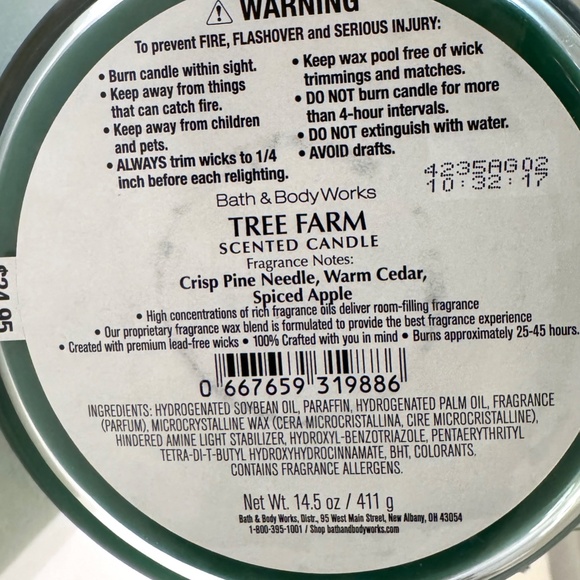 ⚠ WARNING
To prevent FIRE, FLASHOVER and SERIOUS INJURY:
• Burn candle within sight.
• Keep away from things
that can catch fire.
• Keep away from children
and pets.
• ALWAYS trim wicks to 1/4
inch before each relighting.
• Keep wax pool free of wick
trimmings and matches.
• DO NOT burn candle for more
than 4-hour intervals.
• DO NOT extinguish with water.
• AVOID drafts.
4235AG02
10:32:17
Bath & Body Works
TREE FARM
SCENTED CANDLE
Fragrance Notes:
Crisp Pine Needle, Warm Cedar,
Spiced Apple
• High concentrations of rich fragrance oils deliver room-filling fragrance
• Our proprietary fragrance wax blend is formulated to provide the best fragrance experience
• Created with premium lead-free wicks • 100% Crafted with you in mind • Burns approximately 25-45 hours.
0 667659 319886
INGREDIENTS: HYDROGENATED SOYBEAN OIL, PARAFFIN, HYDROGENATED PALM OIL, FRAGRANCE
(PARFUM), MICROCRYSTALLINE WAX (CERA MICROCRISTALLINA, CIRE MICROCRISTALLINE),
HINDERED AMINE LIGHT STABILIZER, HYDROXYL-BENZOTRIAZOLE, PENTAERYTHRITYL
TETRA-DI-T-BUTYL HYDROXYHYDROCINNAMATE, BHT, COLORANTS.
CONTAINS FRAGRANCE ALLERGENS.
Net Wt. 14.5 oz / 411 g
Bath & Body Works, Distr., 95 West Main Street, New Albany, OH 43054
1-800-395-1001 / Shop bathandbodyworks.com
$24.95